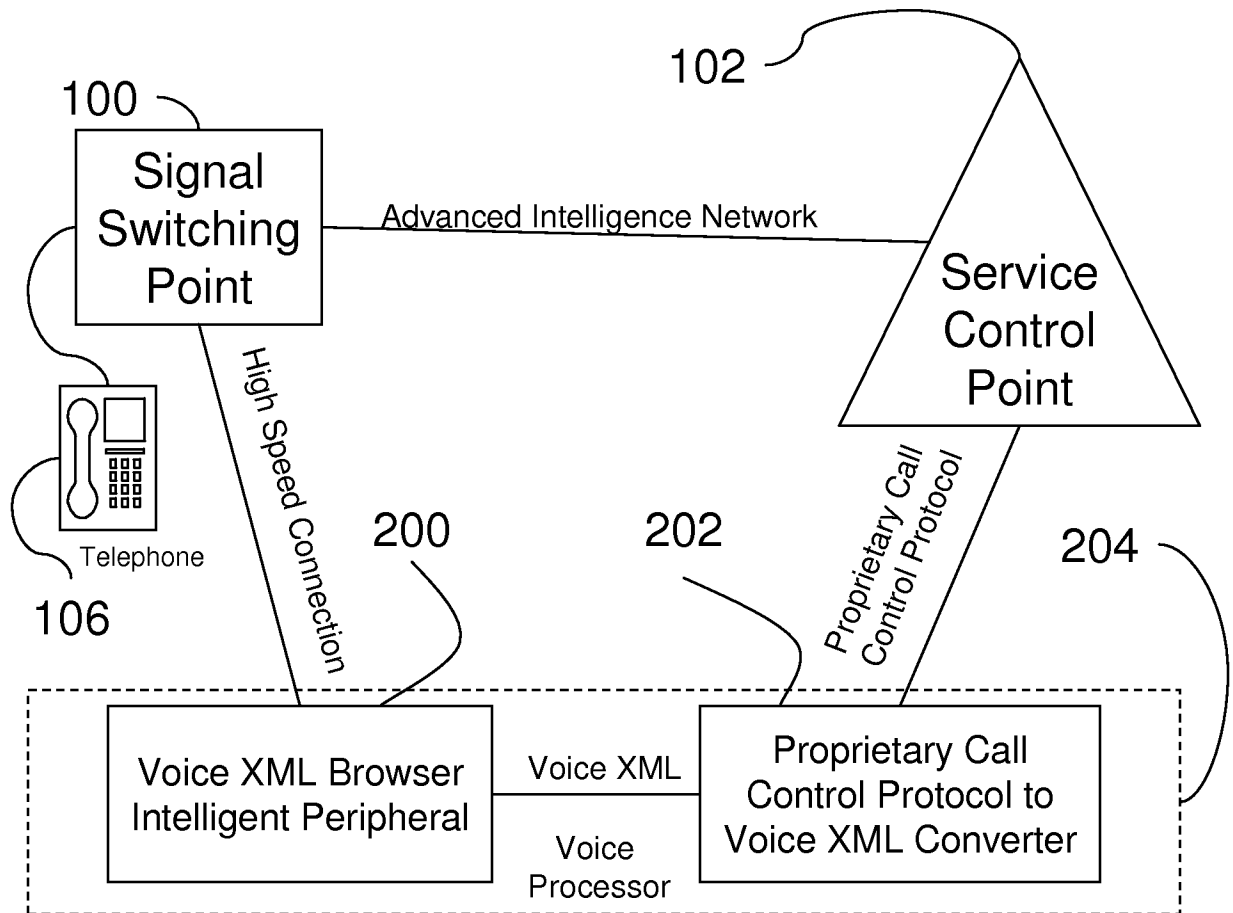 102
100
Signal
Switching
Point
Advanced Intelligence Network
Service
Control
Point
High Speed Connection
Proprietary Call
Control Protocol
Telephone
106
200
202
204
Voice XML Browser
Intelligent Peripheral
Voice XML
Proprietary Call
Control Protocol to
Voice XML Converter
Voice
Processor